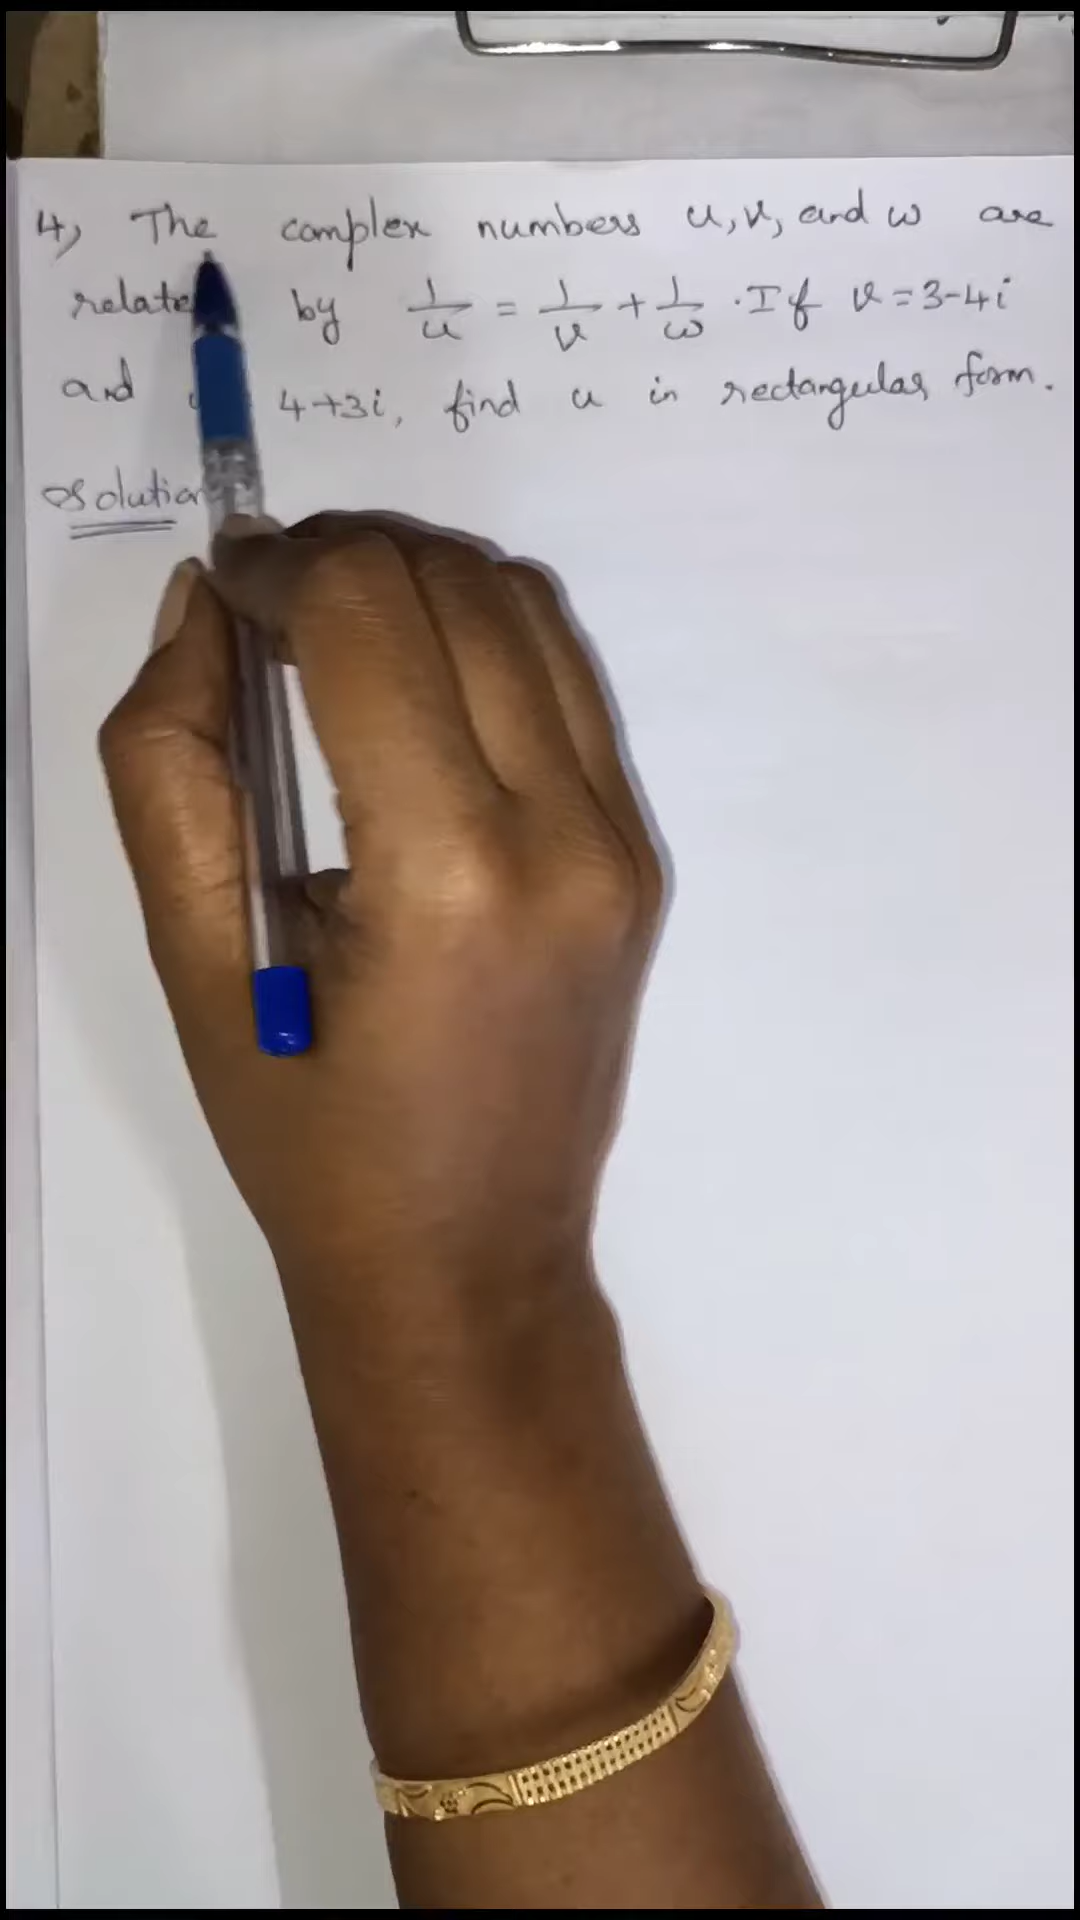 4, The complex numbers u, v, and w are
relate by 1/u = 1/v + 1/w . If v = 3-4i
and 4+3i, find u in rectangular form.
Solution